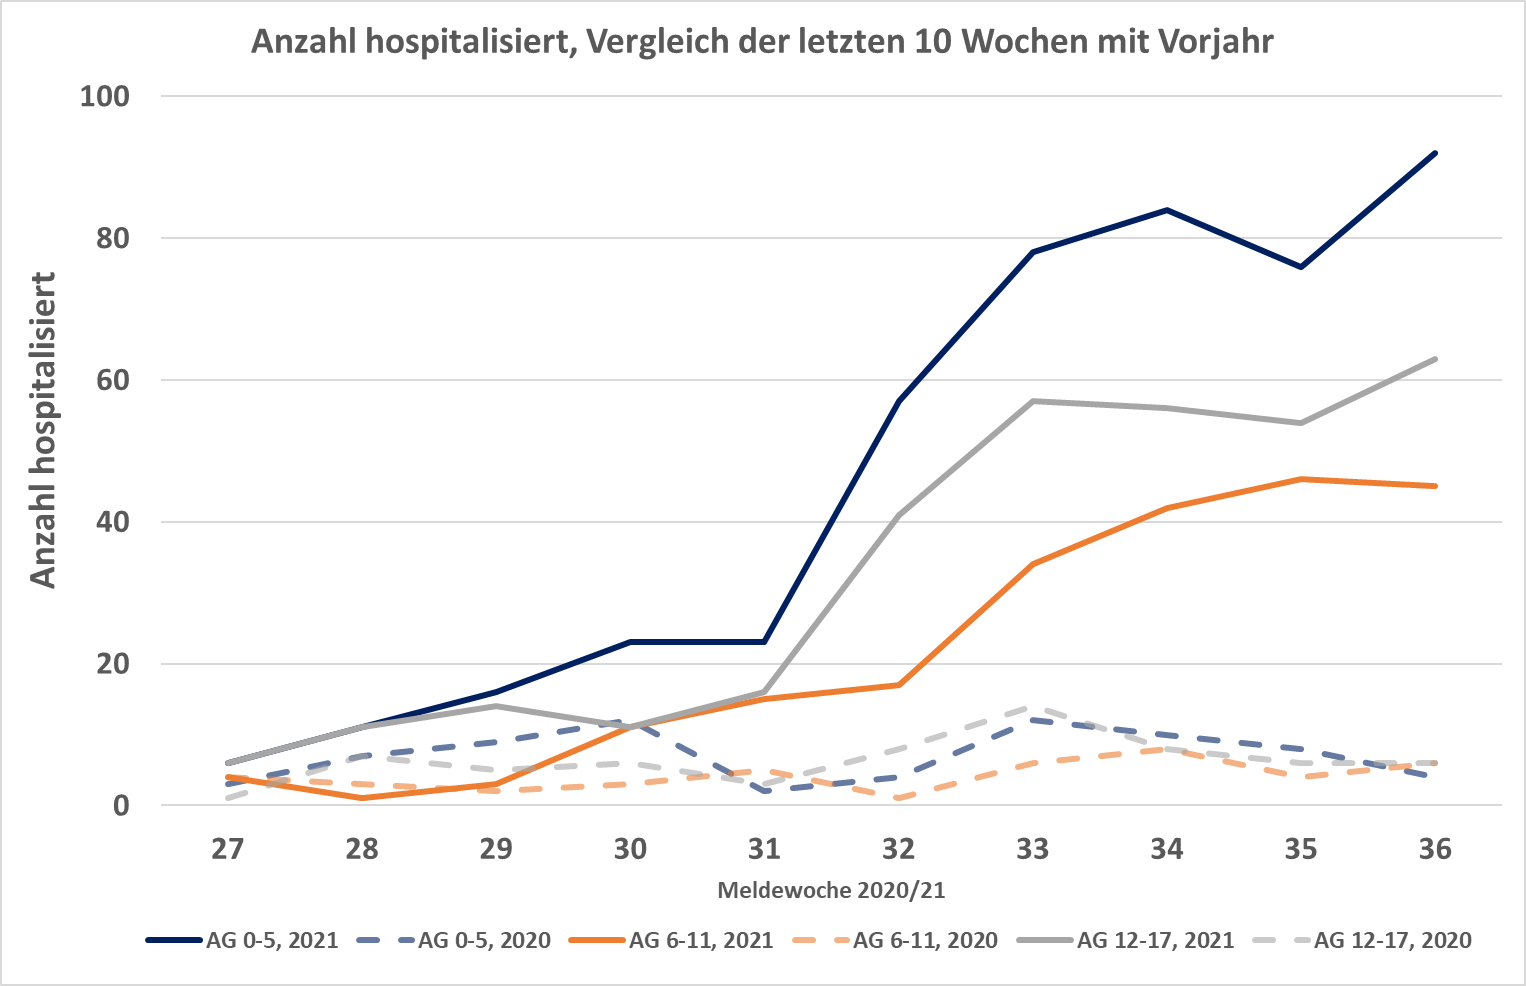 Anzahl hospitalisiert, Vergleich der letzten 10 Wochen mit Vorjahr
Anzahl hospitalisiert
100
80
60
40
20
0
27 28 29 30 31 32 33 34 35 36
Meldewoche 2020/21
AG 0-5, 2021 AG 0-5, 2020 AG 6-11, 2021 AG 6-11, 2020 AG 12-17, 2021 AG 12-17, 2020